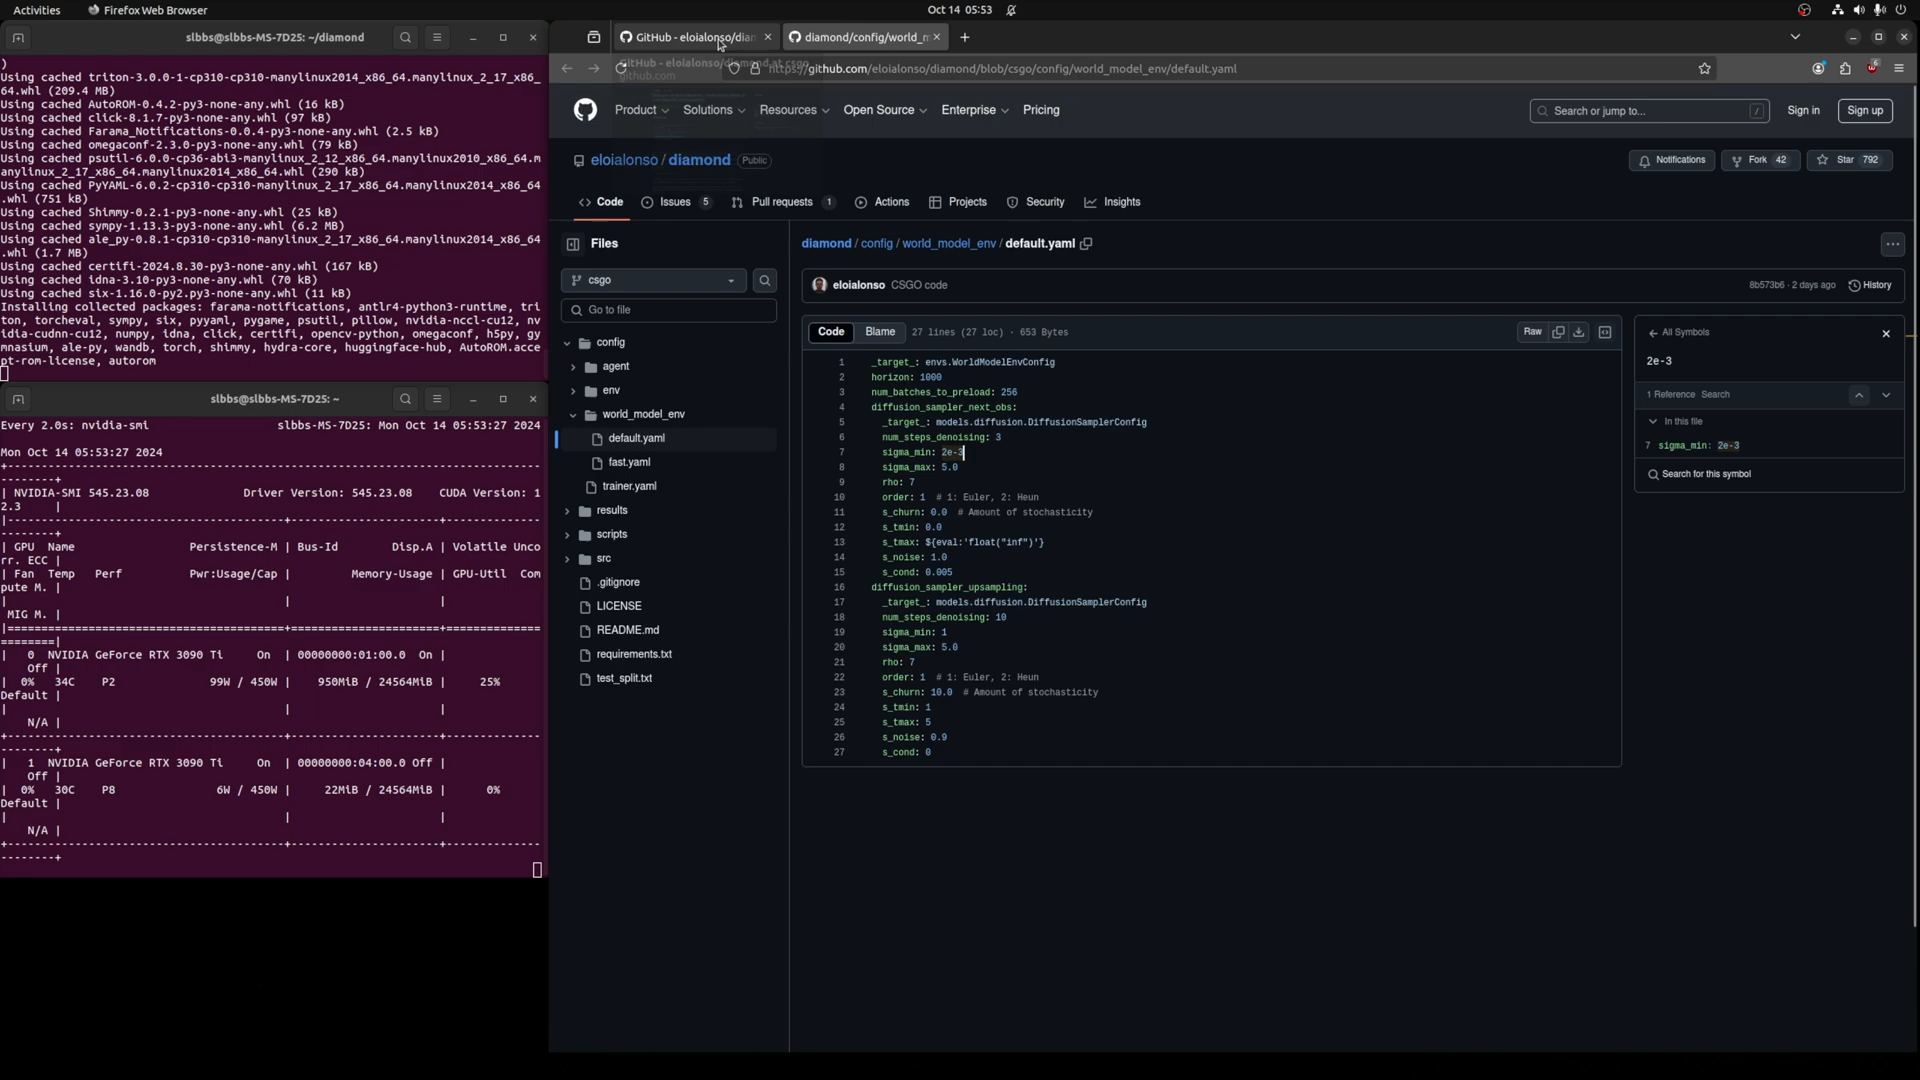 Activities
Firefox Web Browser
Oct 14 05:53
slbbs@slbbs-MS-7D25: ~/diamond
)
Using cached triton-3.0.0-1-cp310-cp310-manylinux2014_x86_64.manylinux_2_17_x86_
64.whl (209.4 MB)
Using cached AutoROM-0.4.2-py3-none-any.whl (16 kB)
Using cached click-8.1.7-py3-none-any.whl (97 kB)
Using cached Farama_Notifications-0.0.4-py3-none-any.whl (2.5 kB)
Using cached omegaconf-2.3.0-py3-none-any.whl (79 kB)
Using cached psutil-6.0.0-cp36-abi3-manylinux_2_12_x86_64.manylinux2010_x86_64.m
anylinux_2_17_x86_64.manylinux2014_x86_64.whl (290 kB)
Using cached PyYAML-6.0.2-cp310-cp310-manylinux_2_17_x86_64.manylinux2014_x86_64
.whl (751 kB)
Using cached Shimmy-0.2.1-py3-none-any.whl (25 kB)
Using cached sympy-1.13.3-py3-none-any.whl (6.2 MB)
Using cached ale_py-0.8.1-cp310-cp310-manylinux_2_17_x86_64.manylinux2014_x86_64
.whl (1.7 MB)
Using cached certifi-2024.8.30-py3-none-any.whl (167 kB)
Using cached idna-3.10-py3-none-any.whl (70 kB)
Using cached six-1.16.0-py2.py3-none-any.whl (11 kB)
Installing collected packages: farama-notifications, antlr4-python3-runtime, tri
ton, torcheval, sympy, six, pyyaml, pygame, psutil, pillow, nvidia-nccl-cu12, nv
idia-cudnn-cu12, numpy, idna, click, certifi, opencv-python, omegaconf, h5py, gy
mnasium, ale-py, wandb, torch, shimmy, hydra-core, huggingface-hub, AutoROM.acce
pt-rom-license, autorom
slbbs@slbbs-MS-7D25: ~
Every 2.0s: nvidia-smi slbbs-MS-7D25: Mon Oct 14 05:53:27 2024
Mon Oct 14 05:53:27 2024
+---------------------------------------+----------------------+--------------
--------+
| NVIDIA-SMI 545.23.08 Driver Version: 545.23.08 CUDA Version: 1
2.3 |
|---------------------------------------+----------------------+--------------
--------+
| GPU Name Persistence-M | Bus-Id Disp.A | Volatile Unco
rr. ECC |
| Fan Temp Perf Pwr:Usage/Cap | Memory-Usage | GPU-Util Com
pute M. |
| | |
MIG M. |
|=======================================+======================+==============
========|
| 0 NVIDIA GeForce RTX 3090 Ti On | 00000000:01:00.0 On |
Off |
| 0% 34C P2 99W / 450W | 950MiB / 24564MiB | 25%
Default |
| | |
N/A |
+---------------------------------------+----------------------+--------------
--------+
| 1 NVIDIA GeForce RTX 3090 Ti On | 00000000:04:00.0 Off |
Off |
| 0% 30C P8 6W / 450W | 22MiB / 24564MiB | 0%
Default |
| | |
N/A |
+---------------------------------------+----------------------+--------------
--------+
GitHub - eloialonso/dian
diamond/config/world_m
GitHub - eloialonso/diamond at csgo
github.com
https://github.com/eloialonso/diamond/blob/csgo/config/world_model_env/default.yaml
6
Product Solutions Resources Open Source Enterprise Pricing
Search or jump to... /
Sign in
Sign up
eloialonso / diamond Public
Notifications
Fork 42
Star 792
Code Issues 5 Pull requests 1 Actions Projects Security Insights
Files
csgo
Go to file
config
agent
env
world_model_env
default.yaml
fast.yaml
trainer.yaml
results
scripts
src
.gitignore
LICENSE
README.md
requirements.txt
test_split.txt
diamond / config / world_model_env / default.yaml
eloialonso CSGO code
8b573b6 · 2 days ago History
Code Blame 27 lines (27 loc) · 653 Bytes
Raw
1 _target_: envs.WorldModelEnvConfig
2 horizon: 1000
3 num_batches_to_preload: 256
4 diffusion_sampler_next_obs:
5 _target_: models.diffusion.DiffusionSamplerConfig
6 num_steps_denoising: 3
7 sigma_min: 2e-3
8 sigma_max: 5.0
9 rho: 7
10 order: 1 # 1: Euler, 2: Heun
11 s_churn: 0.0 # Amount of stochasticity
12 s_tmin: 0.0
13 s_tmax: ${eval:'float("inf")'}
14 s_noise: 1.0
15 s_cond: 0.005
16 diffusion_sampler_upsampling:
17 _target_: models.diffusion.DiffusionSamplerConfig
18 num_steps_denoising: 10
19 sigma_min: 1
20 sigma_max: 5.0
21 rho: 7
22 order: 1 # 1: Euler, 2: Heun
23 s_churn: 10.0 # Amount of stochasticity
24 s_tmin: 1
25 s_tmax: 5
26 s_noise: 0.9
27 s_cond: 0
All Symbols
2e-3
1 Reference Search
In this file
7 sigma_min: 2e-3
Search for this symbol